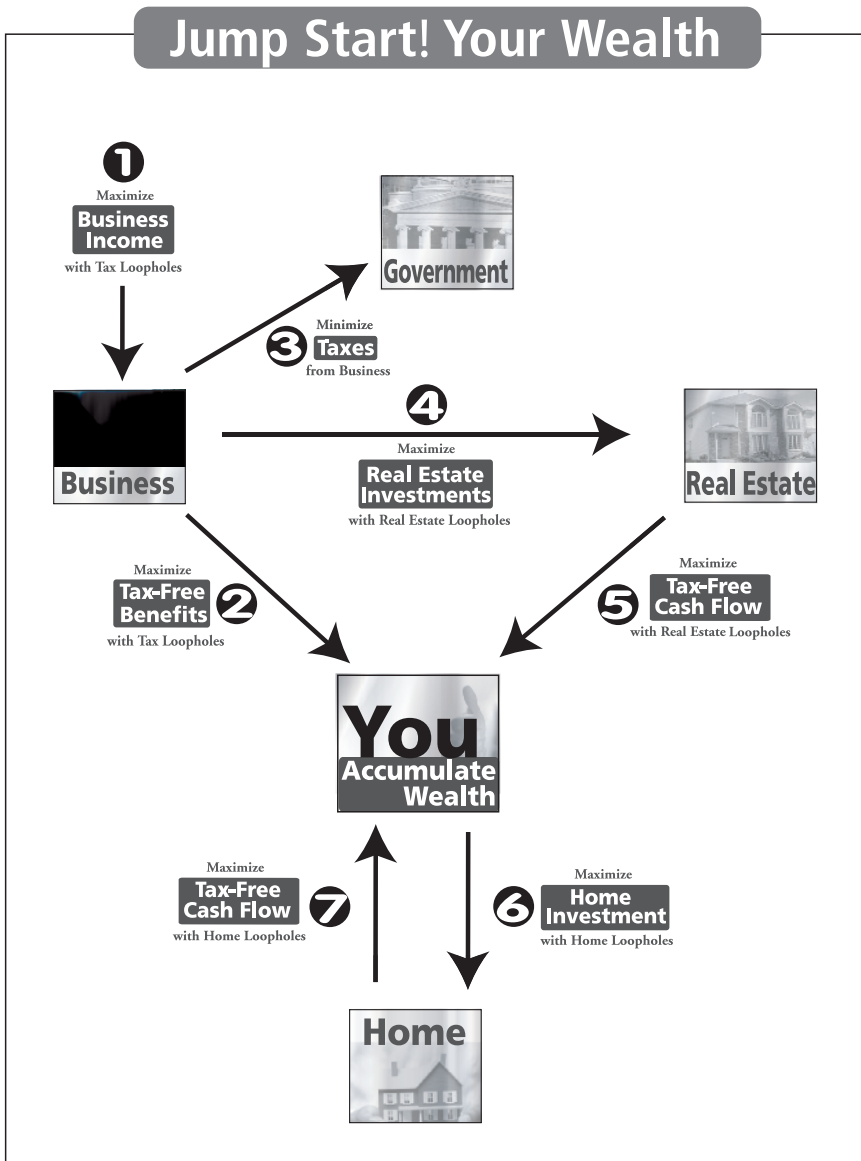 Jump Start! Your Wealth
1
Maximize
Business
Income
with Tax Loopholes
Government
Minimize
3
Taxes
from Business
4
Maximize
Real Estate
Investments
with Real Estate Loopholes
Business
Real Estate
Maximize
Tax-Free
Benefits
2
with Tax Loopholes
Maximize
5
Tax-Free
Cash Flow
with Real Estate Loopholes
You
Accumulate
Wealth
Maximize
Tax-Free
Cash Flow
7
with Home Loopholes
Maximize
6
Home
Investment
with Home Loopholes
Home